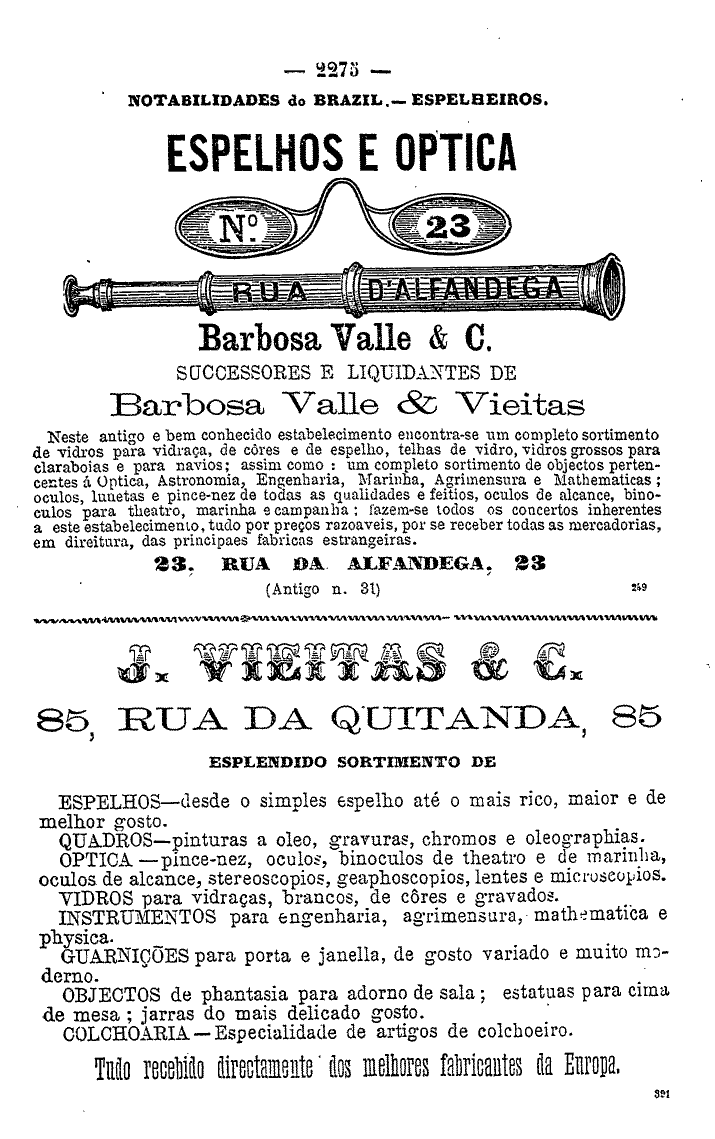 — 2275 —
NOTABILIDADES do BRAZIL.— ESPELHEIROS.
ESPELHOS E OPTICA
Nº. 23
RUA D'ALFANDEGA
Barbosa Valle & C.
SUCCESSORES E LIQUIDANTES DE
Barbosa Valle & Vieitas
Neste antigo e bem conhecido estabelecimento encontra-se um completo sortimento
de vidros para vidraça, de côres e de espelho, telhas de vidro, vidros grossos para
claraboias e para navios; assim como : um completo sortimento de objectos perten-
centes á Optica, Astronomia, Engenharia, Marinha, Agrimensura e Mathematicas ;
oculos, lunetas e pince-nez de todas as qualidades e feitios, oculos de alcance, bino-
culos para theatro, marinha e campanha ; fazem-se todos os concertos inherentes
a este estabelecimento, tudo por preços razoaveis, por se receber todas as mercadorias,
em direitura, das principaes fabricas estrangeiras.
23. RUA DA ALFANDEGA. 23
(Antigo n. 31)
249
J. VIEITAS & C.
85, RUA DA QUITANDA, 85
ESPLENDIDO SORTIMENTO DE
ESPELHOS—desde o simples espelho até o mais rico, maior e de
melhor gosto.
QUADROS—pinturas a oleo, gravuras, chromos e oleographias.
OPTICA —pince-nez, oculos, binoculos de theatro e de marinha,
oculos de alcance, stereoscopios, geaphoscopios, lentes e microscopios.
VIDROS para vidraças, brancos, de côres e gravados.
INSTRUMENTOS para engenharia, agrimensura, mathematica e
physica.
GUARNIÇÕES para porta e janella, de gosto variado e muito mo-
derno.
OBJECTOS de phantasia para adorno de sala ; estatuas para cima
de mesa ; jarras do mais delicado gosto.
COLCHOARIA — Especialidade de artigos de colchoeiro.
Tudo recebido directamente dos melhores fabricantes da Europa.
391